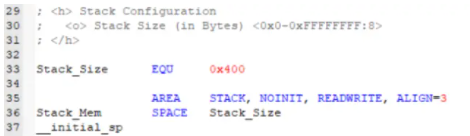 29 ; <h> Stack Configuration
30 ;   <o> Stack Size (in Bytes) <0x0-0xFFFFFFFF:8>
31 ; </h>
32
33 Stack_Size      EQU     0x400
34
35                 AREA    STACK, NOINIT, READWRITE, ALIGN=3
36 Stack_Mem       SPACE   Stack_Size
37 __initial_sp